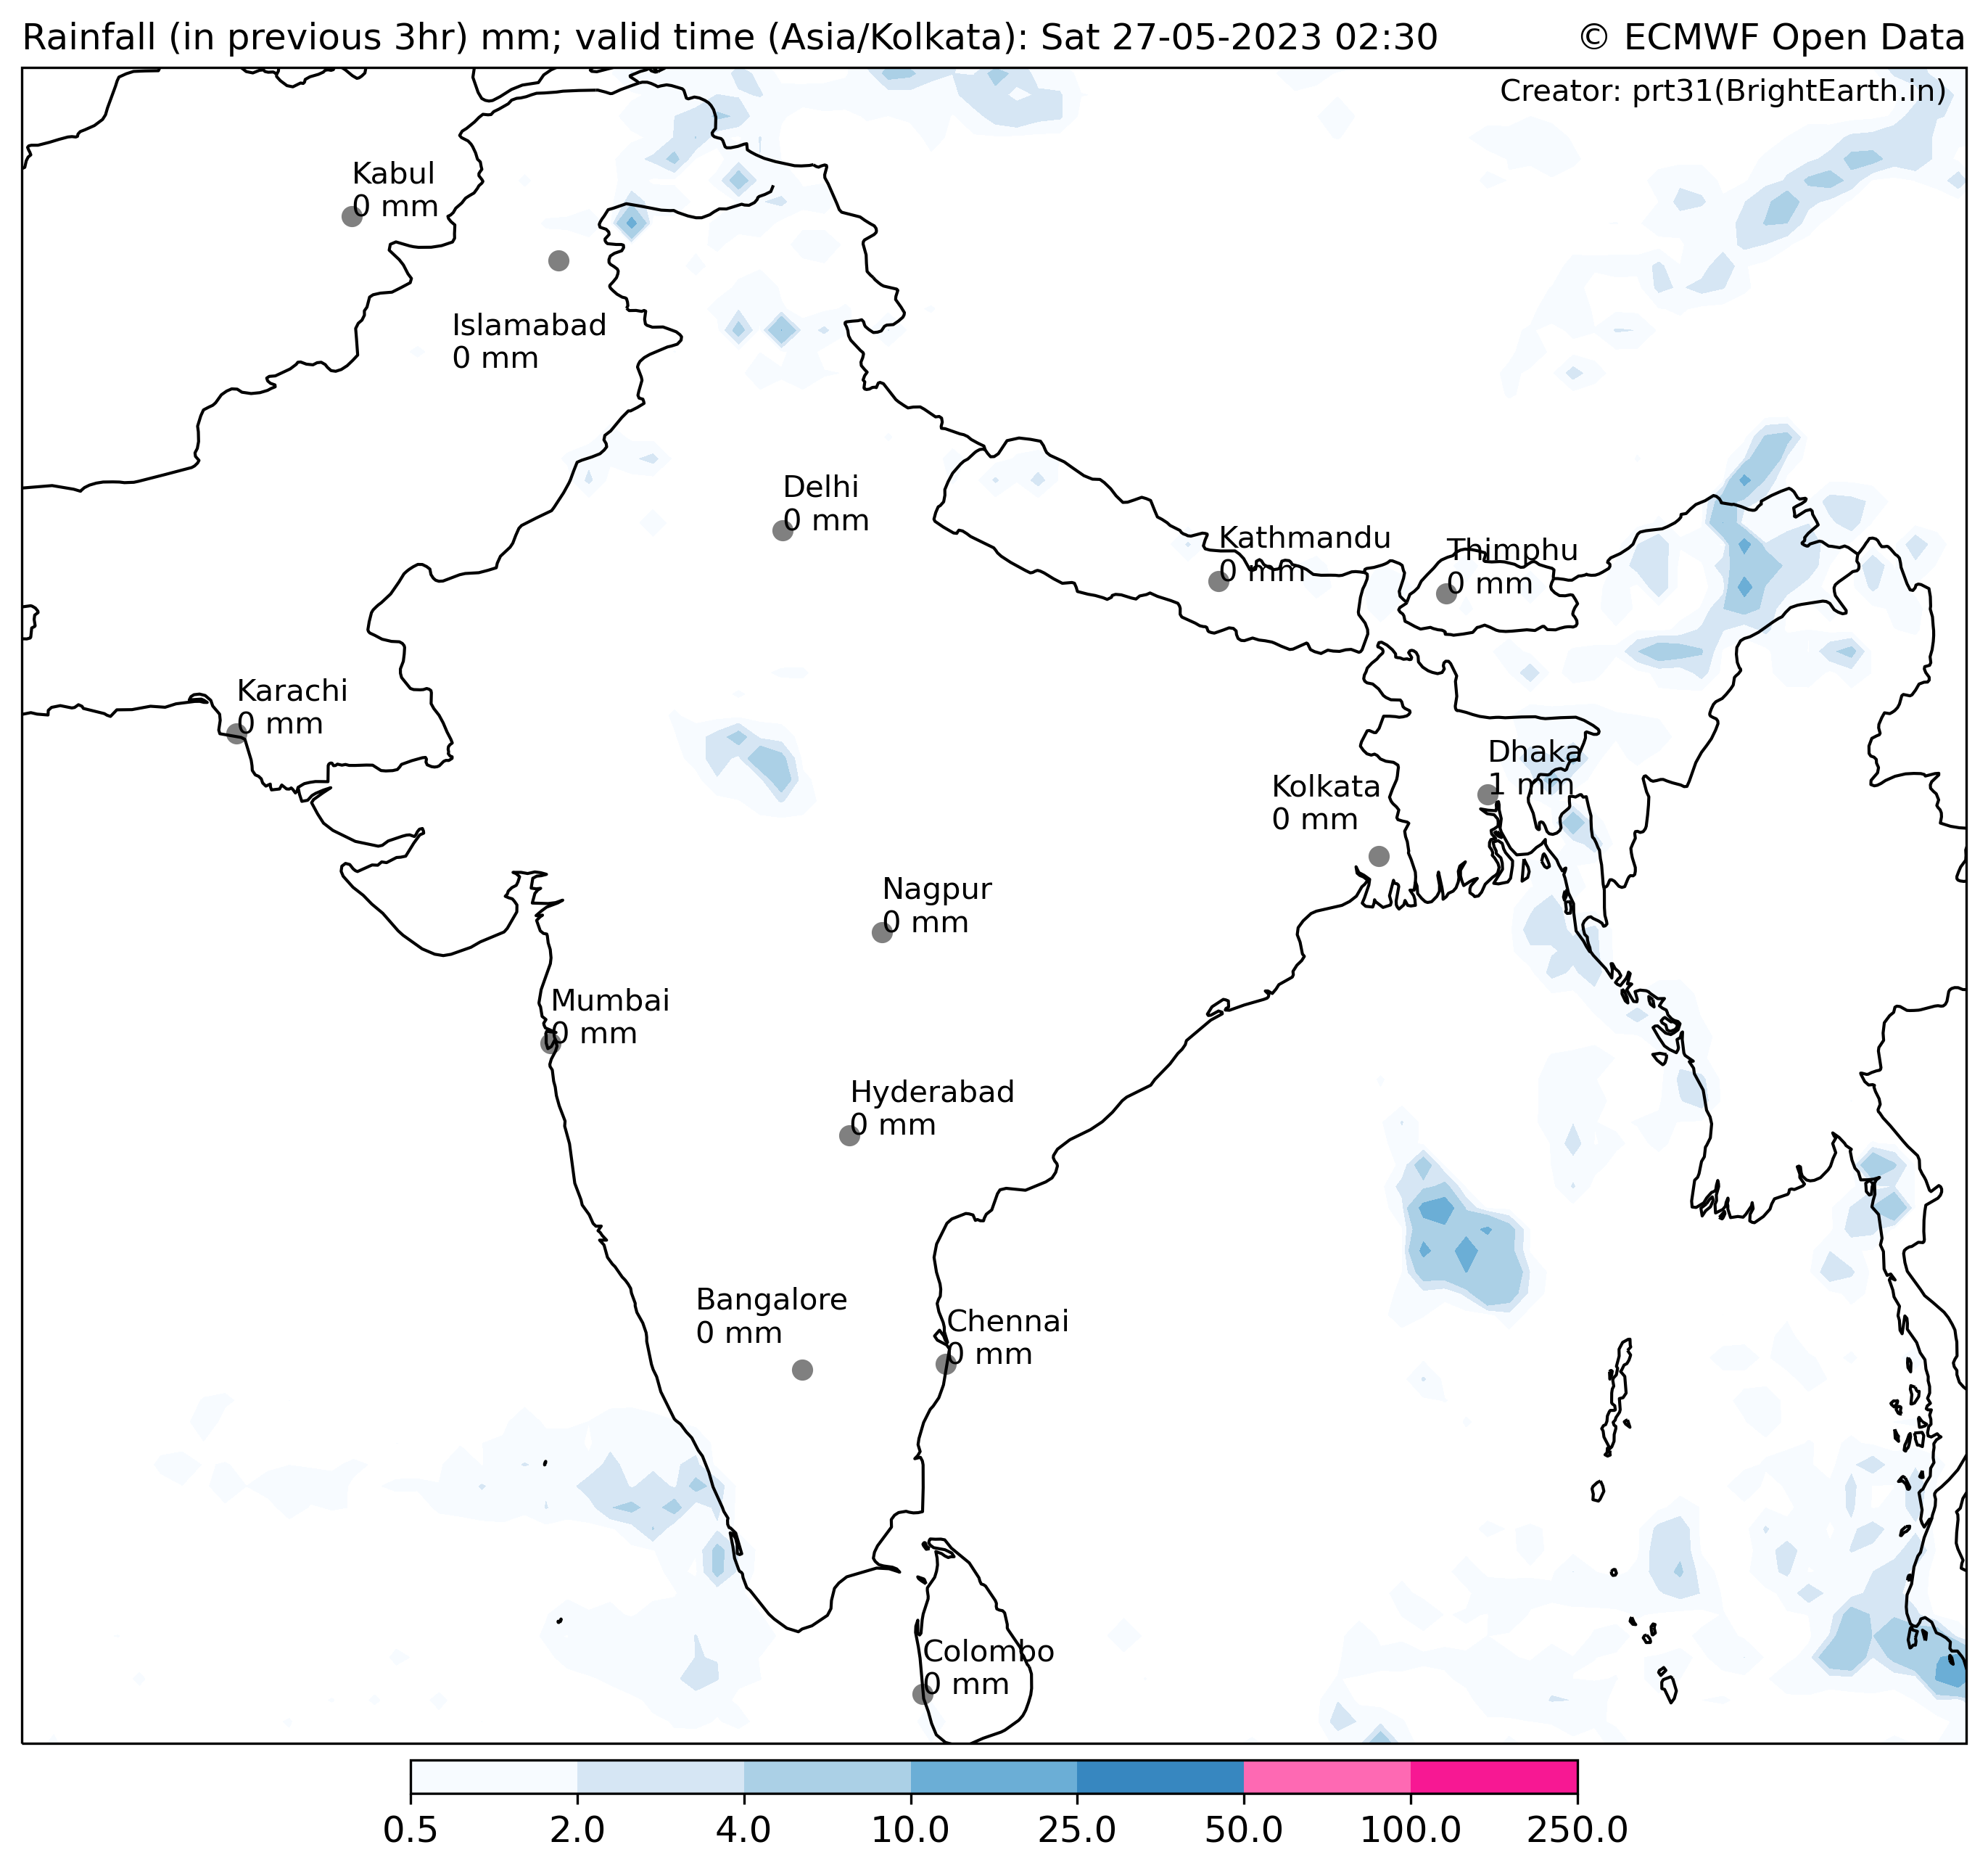 Rainfall (in previous 3hr) mm; valid time (Asia/Kolkata): Sat 27-05-2023 02:30
© ECMWF Open Data
Creator: prt31(BrightEarth.in)
Kabul
0 mm
Islamabad
0 mm
Delhi
0 mm
Kathmandu
0 mm
Thimphu
0 mm
Karachi
0 mm
Dhaka
1 mm
Kolkata
0 mm
Nagpur
0 mm
Mumbai
0 mm
Hyderabad
0 mm
Bangalore
0 mm
Chennai
0 mm
Colombo
0 mm
0.5 2.0 4.0 10.0 25.0 50.0 100.0 250.0